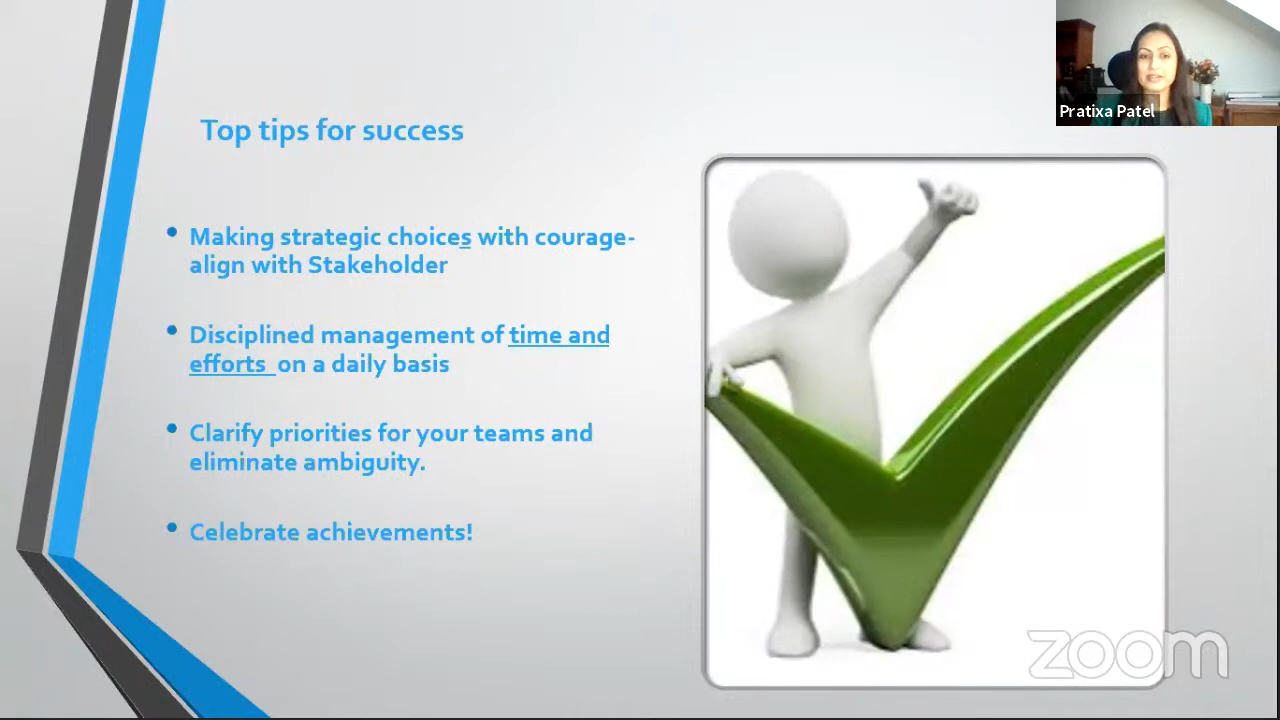 Pratixa Patel
Top tips for success
• Making strategic choices with courage-
align with Stakeholder
• Disciplined management of time and
efforts on a daily basis
• Clarify priorities for your teams and
eliminate ambiguity.
• Celebrate achievements!
zoom